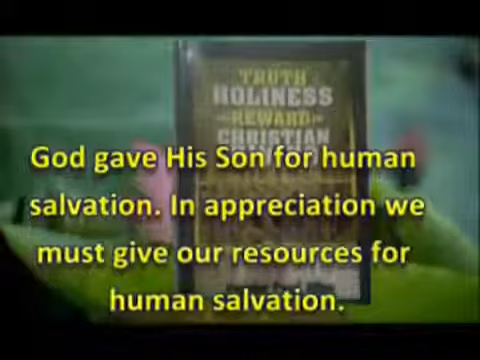 TRUTH
HOLINESS
REWARD
CHRISTIAN
God gave His Son for human
salvation. In appreciation we
must give our resources for
human salvation.